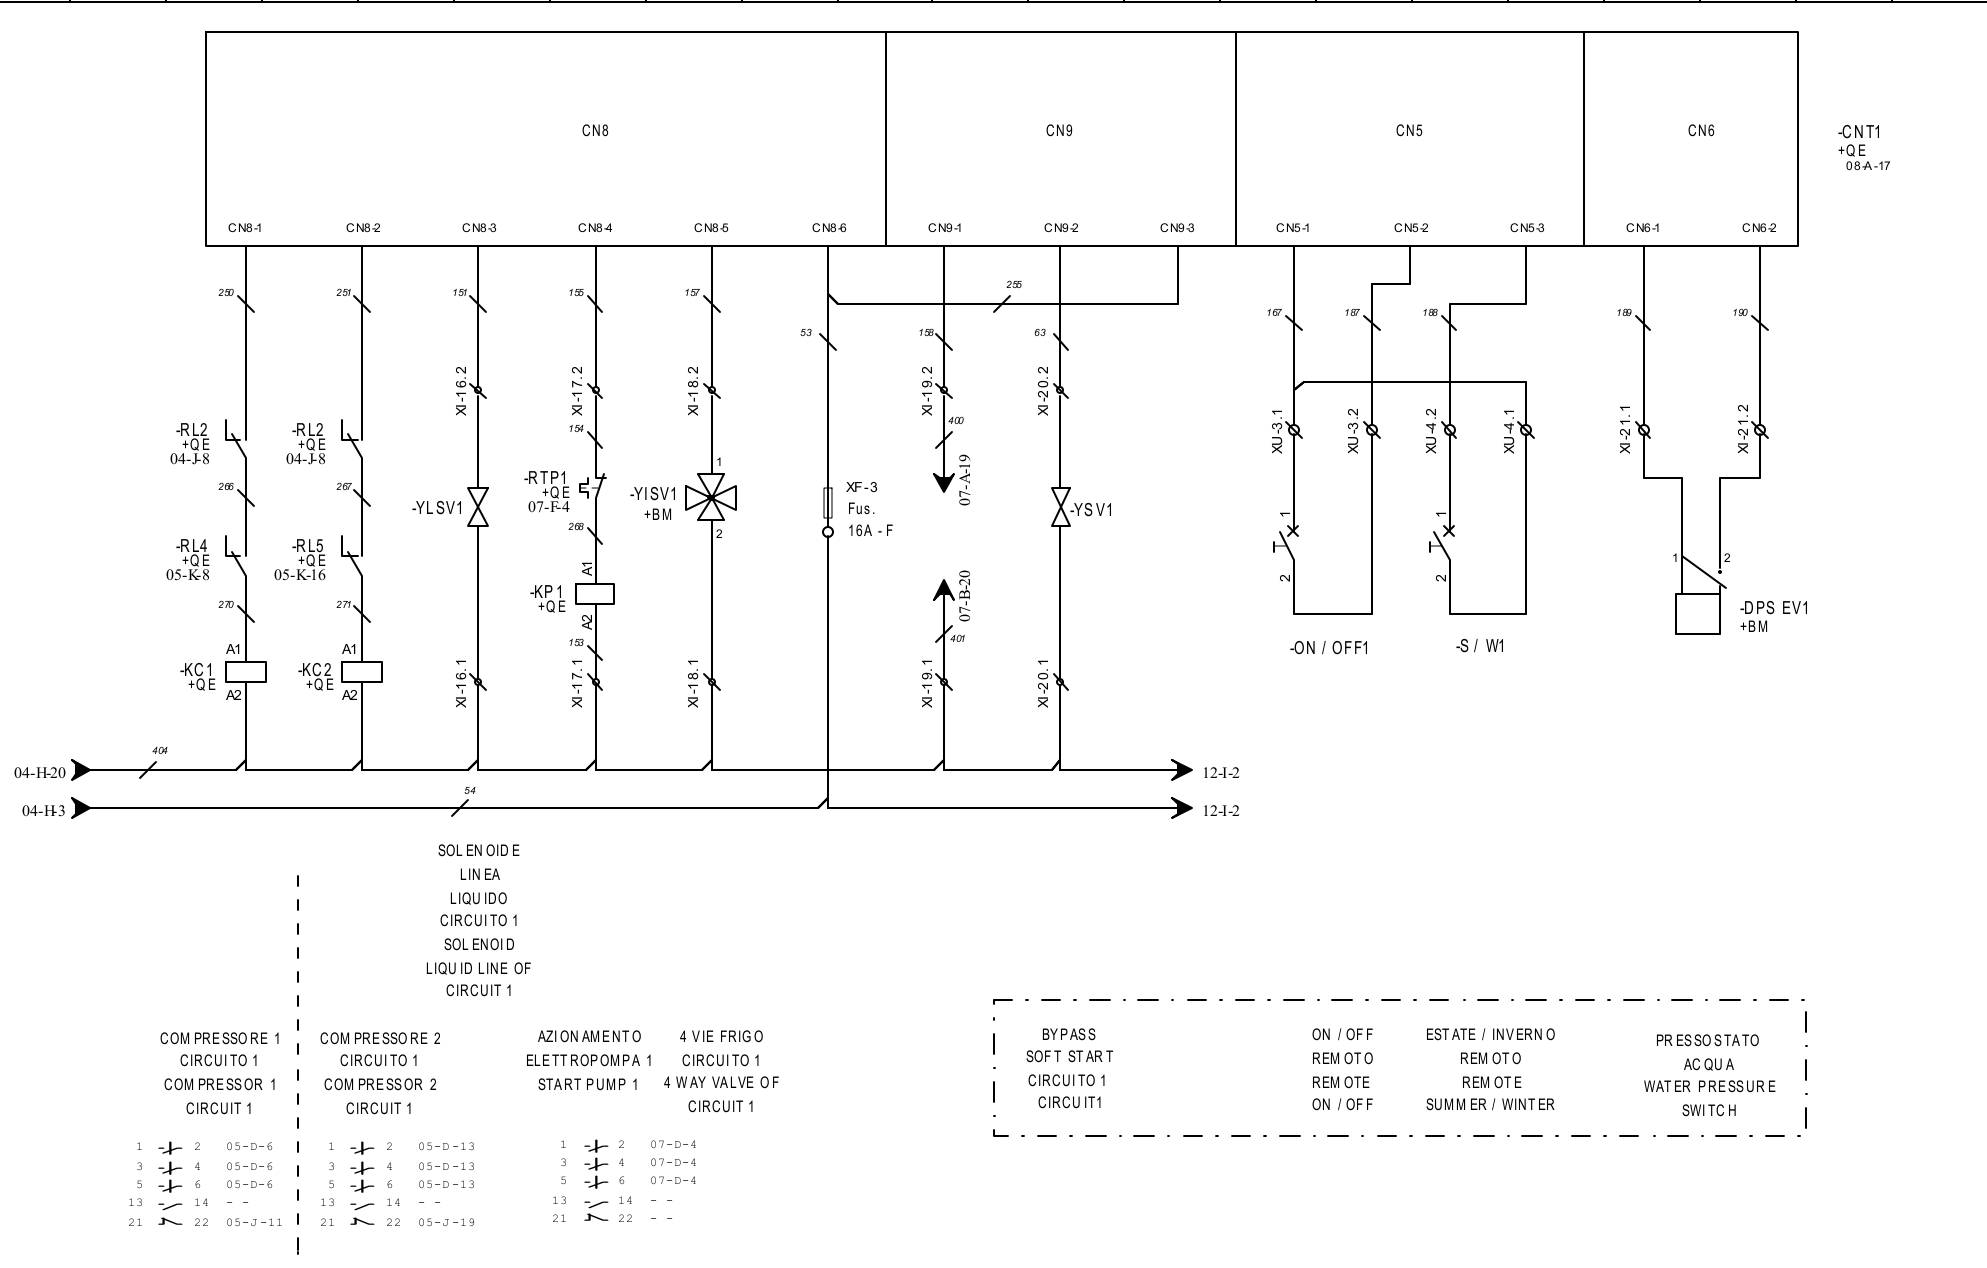 CN8 CN9 CN5 CN6
-CNT1
+QE
08-A-17
CN8-1 CN8-2 CN8-3 CN8-4 CN8-5 CN8-6 CN9-1 CN9-2 CN9-3 CN5-1 CN5-2 CN5-3 CN6-1 CN6-2
250 251 151 155 157 255
53 158 63 167 187 188 189 190
XI-16.2 XI-17.2 XI-18.2 XI-19.2 XI-20.2
XU-3.1 XU-3.2 XU-4.2 XU-4.1 XI-21.1 XI-21.2
154 400
-RL2
+QE
04-J-8
-RL2
+QE
04-J-8
266 267
-YLSV1
-RTP1
+QE
07-F-4
268
1
-YISV1
+BM
2
XF-3
Fus.
16A - F
07-A-19
-YSV1
1
2
1
2
1 2
-RL4
+QE
05-K-8
-RL5
+QE
05-K-16
270 271
A1
-KP1
+QE
A2
153
07-B-20
401
-DPS EV1
+BM
-ON / OFF1
-S / W1
A1
-KC1
+QE
A2
A1
-KC2
+QE
A2
XI-16.1 XI-17.1 XI-18.1 XI-19.1 XI-20.1
404
04-H-20 12-I-2
54
04-H-3 12-I-2
SOLENOIDE
LINEA
LIQUIDO
CIRCUITO 1
SOLENOID
LIQUID LINE OF
CIRCUIT 1
COMPRESSORE 1
CIRCUITO 1
COMPRESSOR 1
CIRCUIT 1
COMPRESSORE 2
CIRCUITO 1
COMPRESSOR 2
CIRCUIT 1
AZIONAMENTO
ELETTROPOMPA 1
START PUMP 1
4 VIE FRIGO
CIRCUITO 1
4 WAY VALVE OF
CIRCUIT 1
BYPASS
SOFT START
CIRCUITO 1
CIRCUIT1
ON / OFF
REMOTO
REMOTE
ON / OFF
ESTATE / INVERNO
REMOTO
REMOTE
SUMMER / WINTER
PRESSOSTATO
ACQUA
WATER PRESSURE
SWITCH
1 2 05-D-6
3 4 05-D-6
5 6 05-D-6
13 14 - -
21 22 05-J-11
1 2 05-D-13
3 4 05-D-13
5 6 05-D-13
13 14 - -
21 22 05-J-19
1 2 07-D-4
3 4 07-D-4
5 6 07-D-4
13 14 - -
21 22 - -